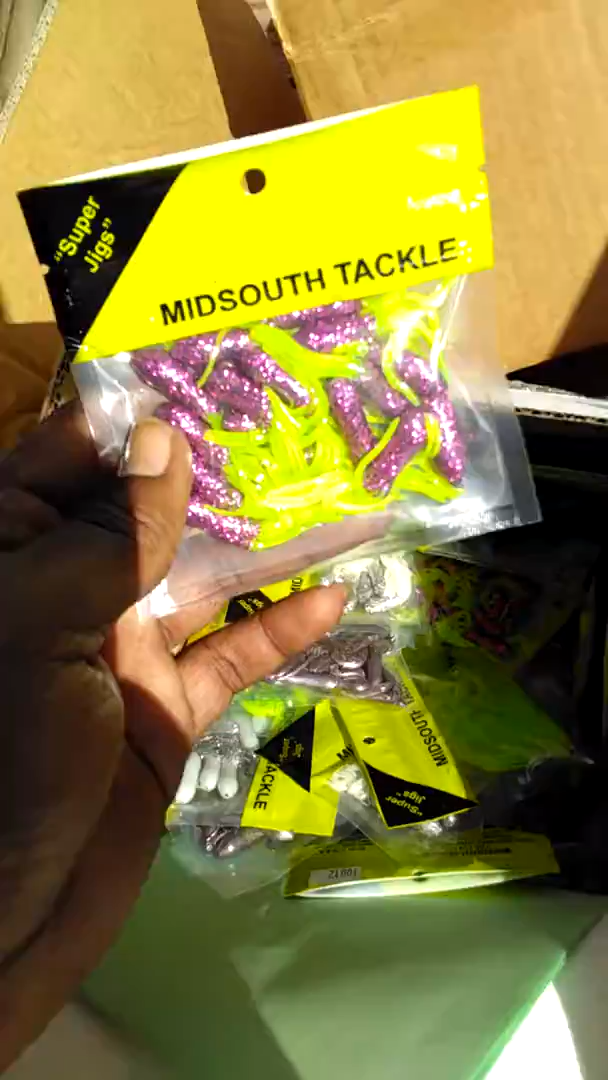 "Super
Jigs"
MIDSOUTH TACKLE
MIDSOUTH
"Super
Jigs"
TACKLE
10012